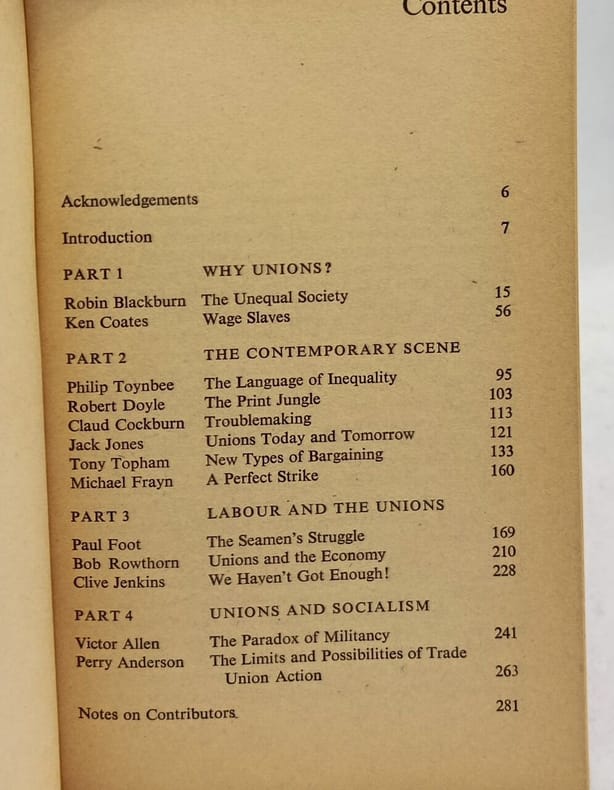 Contents
Acknowledgements 6
Introduction 7
PART 1 WHY UNIONS?
Robin Blackburn The Unequal Society 15
Ken Coates Wage Slaves 56
PART 2 THE CONTEMPORARY SCENE
Philip Toynbee The Language of Inequality 95
Robert Doyle The Print Jungle 103
Claud Cockburn Troublemaking 113
Jack Jones Unions Today and Tomorrow 121
Tony Topham New Types of Bargaining 133
Michael Frayn A Perfect Strike 160
PART 3 LABOUR AND THE UNIONS
Paul Foot The Seamen's Struggle 169
Bob Rowthorn Unions and the Economy 210
Clive Jenkins We Haven't Got Enough! 228
PART 4 UNIONS AND SOCIALISM
Victor Allen The Paradox of Militancy 241
Perry Anderson The Limits and Possibilities of Trade
Union Action 263
Notes on Contributors 281